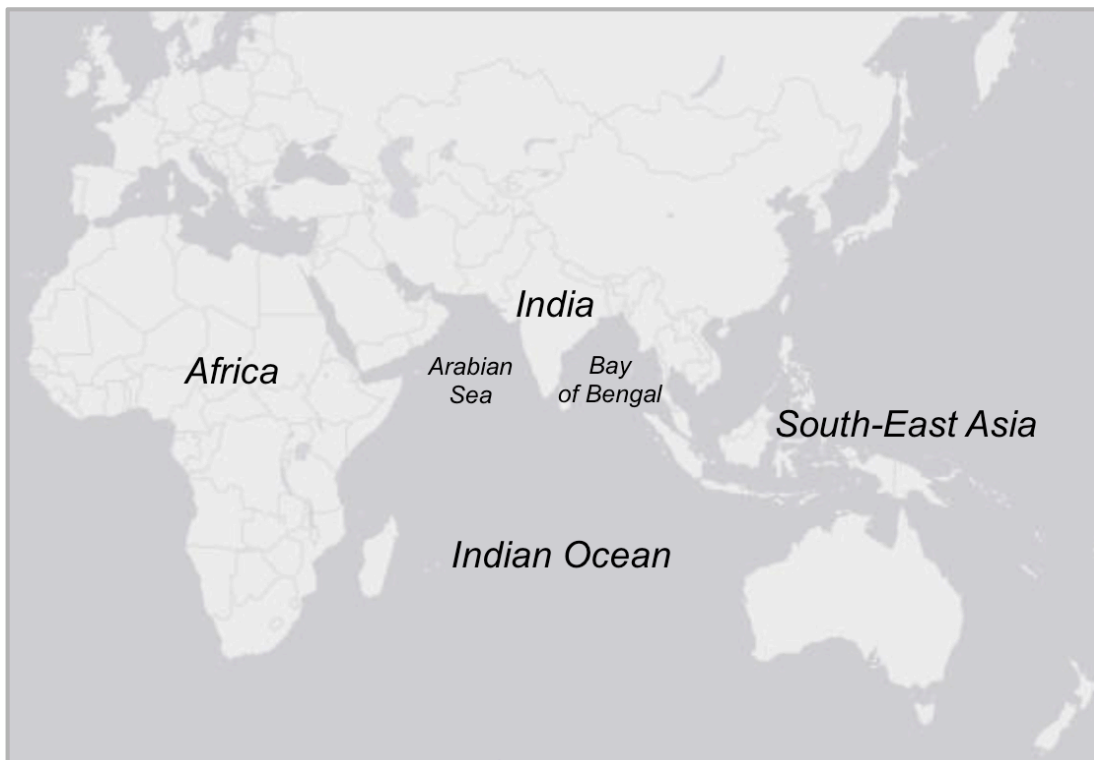 India
Africa
Arabian
Sea
Bay
of Bengal
South-East Asia
Indian Ocean